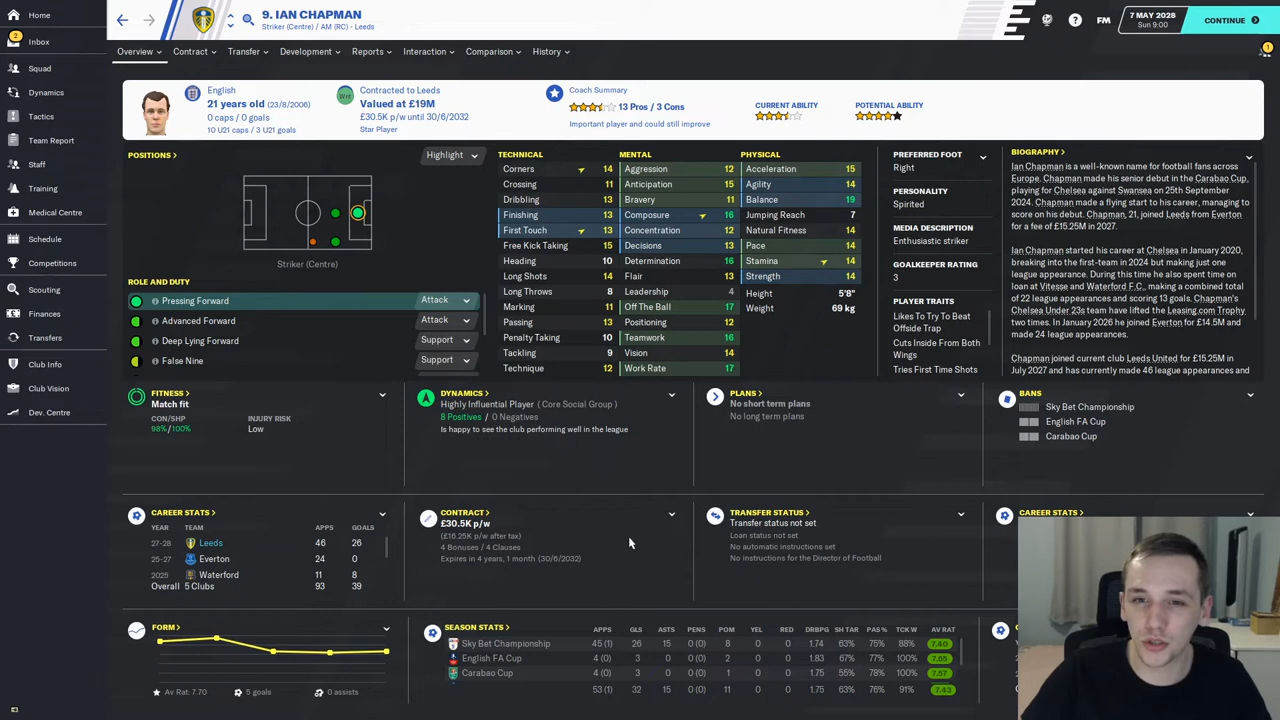 Home
9. IAN CHAPMAN
Striker (Centre) / AM (RC) - Leeds
FM
7 MAY 2028
Sun 9:00
CONTINUE
2
Inbox
Squad
Dynamics
Tactics
Team Report
Staff
Training
Medical Centre
Schedule
Competitions
Scouting
Finances
Transfers
Club Info
Club Vision
Dev. Centre
Overview
Contract
Transfer
Development
Reports
Interaction
Comparison
History
1
English
21 years old (23/8/2006)
0 caps / 0 goals
10 U21 caps / 3 U21 goals
Wnt
Contracted to Leeds
Valued at £19M
£30.5K p/w until 30/6/2032
Star Player
Coach Summary
13 Pros / 3 Cons
Important player and could still improve
CURRENT ABILITY
POTENTIAL ABILITY
POSITIONS
Highlight
Striker (Centre)
ROLE AND DUTY
Pressing Forward Attack
Advanced Forward Attack
Deep Lying Forward Support
False Nine Support
TECHNICAL
Corners 14
Crossing 11
Dribbling 13
Finishing 13
First Touch 13
Free Kick Taking 15
Heading 10
Long Shots 14
Long Throws 8
Marking 11
Passing 13
Penalty Taking 10
Tackling 9
Technique 12
MENTAL
Aggression 12
Anticipation 15
Bravery 11
Composure 16
Concentration 12
Decisions 13
Determination 16
Flair 13
Leadership 4
Off The Ball 17
Positioning 12
Teamwork 16
Vision 14
Work Rate 17
PHYSICAL
Acceleration 15
Agility 14
Balance 19
Jumping Reach 7
Natural Fitness 14
Pace 14
Stamina 14
Strength 14
Height 5'8"
Weight 69 kg
PREFERRED FOOT
Right
PERSONALITY
Spirited
MEDIA DESCRIPTION
Enthusiastic striker
GOALKEEPER RATING
3
PLAYER TRAITS
Likes To Try To Beat
Offside Trap
Cuts Inside From Both
Wings
Tries First Time Shots
BIOGRAPHY
Ian Chapman is a well-known name for football fans across
Europe. Chapman made his senior debut in the Carabao Cup,
playing for Chelsea against Swansea on 25th September
2024. Chapman made a flying start to his career, managing to
score on his debut. Chapman, 21, joined Leeds from Everton
for a fee of £15.25M in 2027.
Ian Chapman started his career at Chelsea in January 2020,
breaking into the first-team in 2024 but making just one
league appearance. During this time he also spent time on
loan at Vitesse and Waterford F.C., making a combined total
of 22 league appearances and scoring 13 goals. Chapman's
Chelsea Under 23s team have lifted the Leasing.com Trophy
two times. In January 2026 he joined Everton for £14.5M and
made 24 league appearances.
Chapman joined current club Leeds United for £15.25M in
July 2027 and has currently made 46 league appearances and
FITNESS
Match fit
CON/SHP
98%/100%
INJURY RISK
Low
DYNAMICS
Highly Influential Player ( Core Social Group )
8 Positives / 0 Negatives
Is happy to see the club performing well in the league
PLANS
No short term plans
No long term plans
BANS
Sky Bet Championship
English FA Cup
Carabao Cup
CAREER STATS
YEAR TEAM APPS GOALS
27-28 Leeds 46 26
25-27 Everton 24 0
2025 Waterford 11 8
Overall 5 Clubs 93 39
CONTRACT
£30.5K p/w
(£16.25K p/w after tax)
4 Bonuses / 4 Clauses
Expires in 4 years, 1 month (30/6/2032)
TRANSFER STATUS
Transfer status not set
Loan status not set
No automatic instructions set
No instructions for the Director of Football
CAREER STATS
FORM
Av Rat: 7.70
5 goals
0 assists
SEASON STATS APPS GLS ASTS PENS POM YEL RED DRBPG SH TAR PAS % TCK W AV RAT
Sky Bet Championship 45 (1) 26 15 0 (0) 8 0 0 1.74 63% 75% 88% 7.40
English FA Cup 4 (0) 3 0 0 (0) 2 0 0 1.83 67% 77% 100% 7.65
Carabao Cup 4 (0) 3 0 0 (0) 1 0 0 1.75 55% 78% 100% 7.57
53 (1) 32 15 0 (0) 11 0 0 1.75 63% 76% 91% 7.43